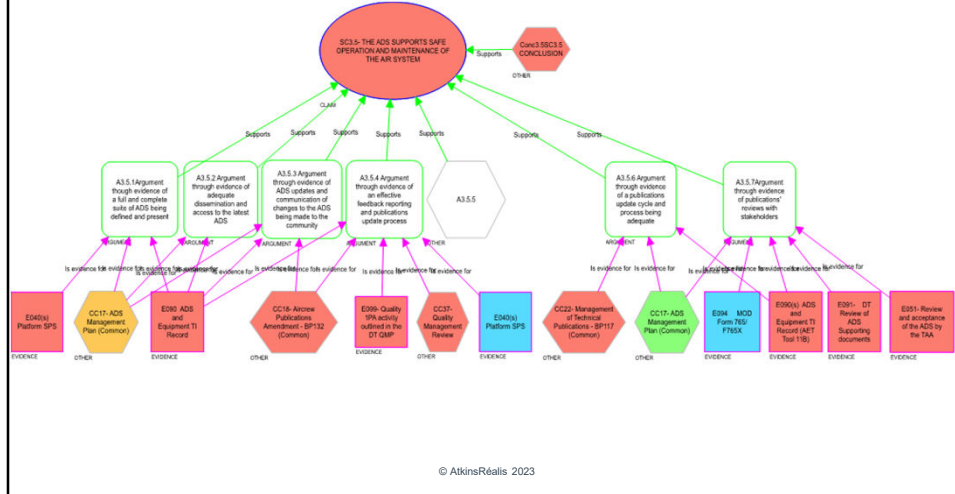 SC3.5- THE ADS SUPPORTS SAFE
OPERATION AND MAINTENANCE OF
THE AIR SYSTEM
CLAIM
Supports
Conc3.5SC3.5
CONCLUSION
OTHER
Supports
Supports
Supports
Supports
Supports
Supports
Supports
A3.5.1Argument
though evidence of
a full and complete
suite of ADS being
defined and present
ARGUMENT
A3.5.2 Argument
through evidence of
adequate
dissemination and
access to the latest
ADS
A3.5.3 Argument
through evidence of
ADS updates and
communication of
changes to the ADS
being made to the
community
ARGUMENT
A3.5.4 Argument
through evidence of
an effective
feedback reporting
and publications
update process
ARGUMENT
A3.5.5
OTHER
A3.5.6 Argument
through evidence
of a publications
update cycle and
process being
adequate
ARGUMENT
A3.5.7Argument
through evidence
of publications'
reviews with
stakeholders
ARGUMENT
Is evidence for
Is evidence for
Is evidence for
Is evidence for
Is evidence for
Is evidence for
Is evidence for
Is evidence for
E040(s)
Platform SPS
EVIDENCE
CC17- ADS
Management
Plan (Common)
OTHER
E090 ADS
and
Equipment TI
Record
EVIDENCE
CC18- Aircrew
Publications
Amendment - BP132
(Common)
OTHER
E099- Quality
1PA activity
outlined in the
DT QMP
EVIDENCE
CC37-
Quality
Management
Review
OTHER
E040(s)
Platform SPS
EVIDENCE
CC22- Management
of Technical
Publications - BP117
(Common)
OTHER
CC17- ADS
Management
Plan (Common)
OTHER
E094 MOD
Form 765/
F765X
EVIDENCE
E090(s) ADS
and
Equipment TI
Record (AET
Tool 11B)
EVIDENCE
E091- DT
Review of
ADS
Supporting
documents
EVIDENCE
E051- Review
and acceptance
of the ADS by
the TAA
EVIDENCE
© AtkinsRéalis 2023